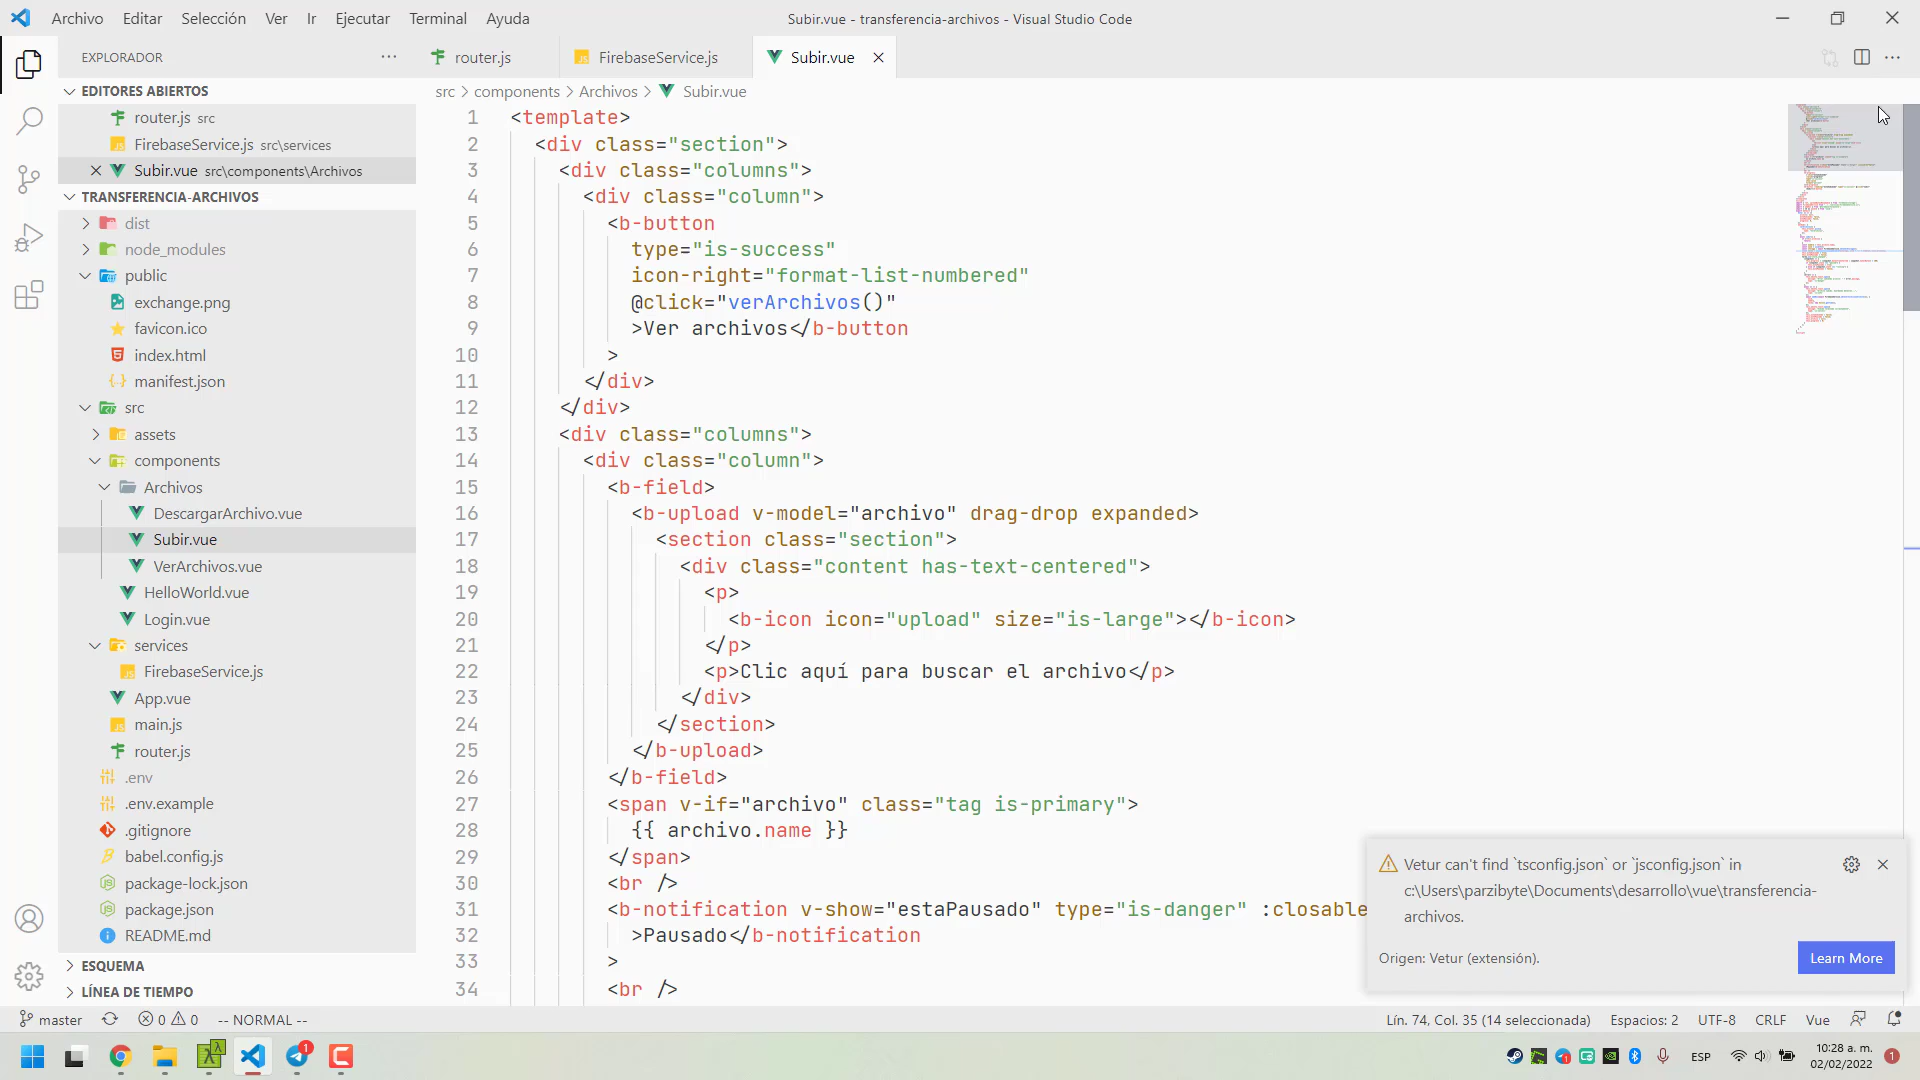 Archivo Editar Selección Ver Ir Ejecutar Terminal Ayuda
Subir.vue - transferencia-archivos - Visual Studio Code
EXPLORADOR
router.js
FirebaseService.js
Subir.vue
EDITORES ABIERTOS
router.js src
FirebaseService.js src\services
Subir.vue src\components\Archivos
TRANSFERENCIA-ARCHIVOS
dist
node_modules
public
exchange.png
favicon.ico
index.html
manifest.json
src
assets
components
Archivos
DescargarArchivo.vue
Subir.vue
VerArchivos.vue
HelloWorld.vue
Login.vue
services
FirebaseService.js
App.vue
main.js
router.js
.env
.env.example
.gitignore
babel.config.js
package-lock.json
package.json
README.md
ESQUEMA
LÍNEA DE TIEMPO
src > components > Archivos > Subir.vue
1 <template>
2 <div class="section">
3 <div class="columns">
4 <div class="column">
5 <b-button
6 type="is-success"
7 icon-right="format-list-numbered"
8 @click="verArchivos()"
9 >Ver archivos</b-button
10 >
11 </div>
12 </div>
13 <div class="columns">
14 <div class="column">
15 <b-field>
16 <b-upload v-model="archivo" drag-drop expanded>
17 <section class="section">
18 <div class="content has-text-centered">
19 <p>
20 <b-icon icon="upload" size="is-large"></b-icon>
21 </p>
22 <p>Clic aquí para buscar el archivo</p>
23 </div>
24 </section>
25 </b-upload>
26 </b-field>
27 <span v-if="archivo" class="tag is-primary">
28 {{ archivo.name }}
29 </span>
30 <br />
31 <b-notification v-show="estaPausado" type="is-danger" :closable
32 >Pausado</b-notification
33 >
34 <br />
Vetur can't find `tsconfig.json` or `jsconfig.json` in
c:\Users\parzibyte\Documents\desarrollo\vue\transferencia-
archivos.
Origen: Vetur (extensión).
Learn More
master 0 0 -- NORMAL --
Lín. 74, Col. 35 (14 seleccionada) Espacios: 2 UTF-8 CRLF Vue
1
ESP
10:28 a. m.
02/02/2022
1